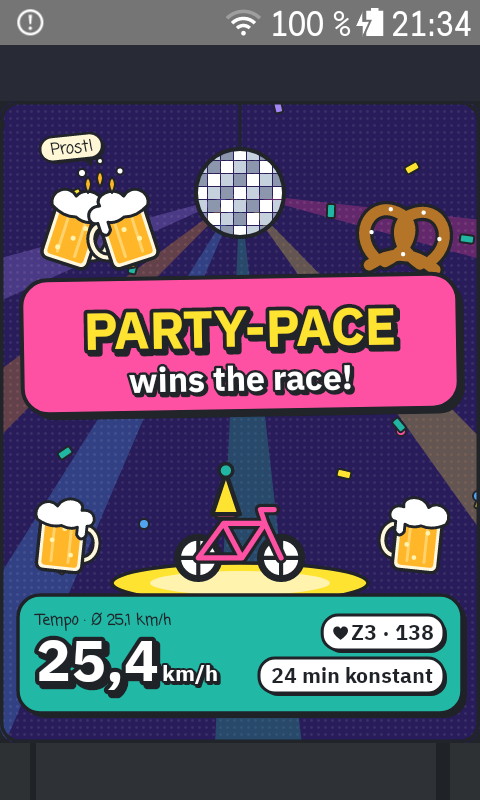 100 % 21:34
Prost!
PARTY-PACE
wins the race!
Tempo · Ø 25,1 km/h
25,4 km/h
Z3 · 138
24 min konstant